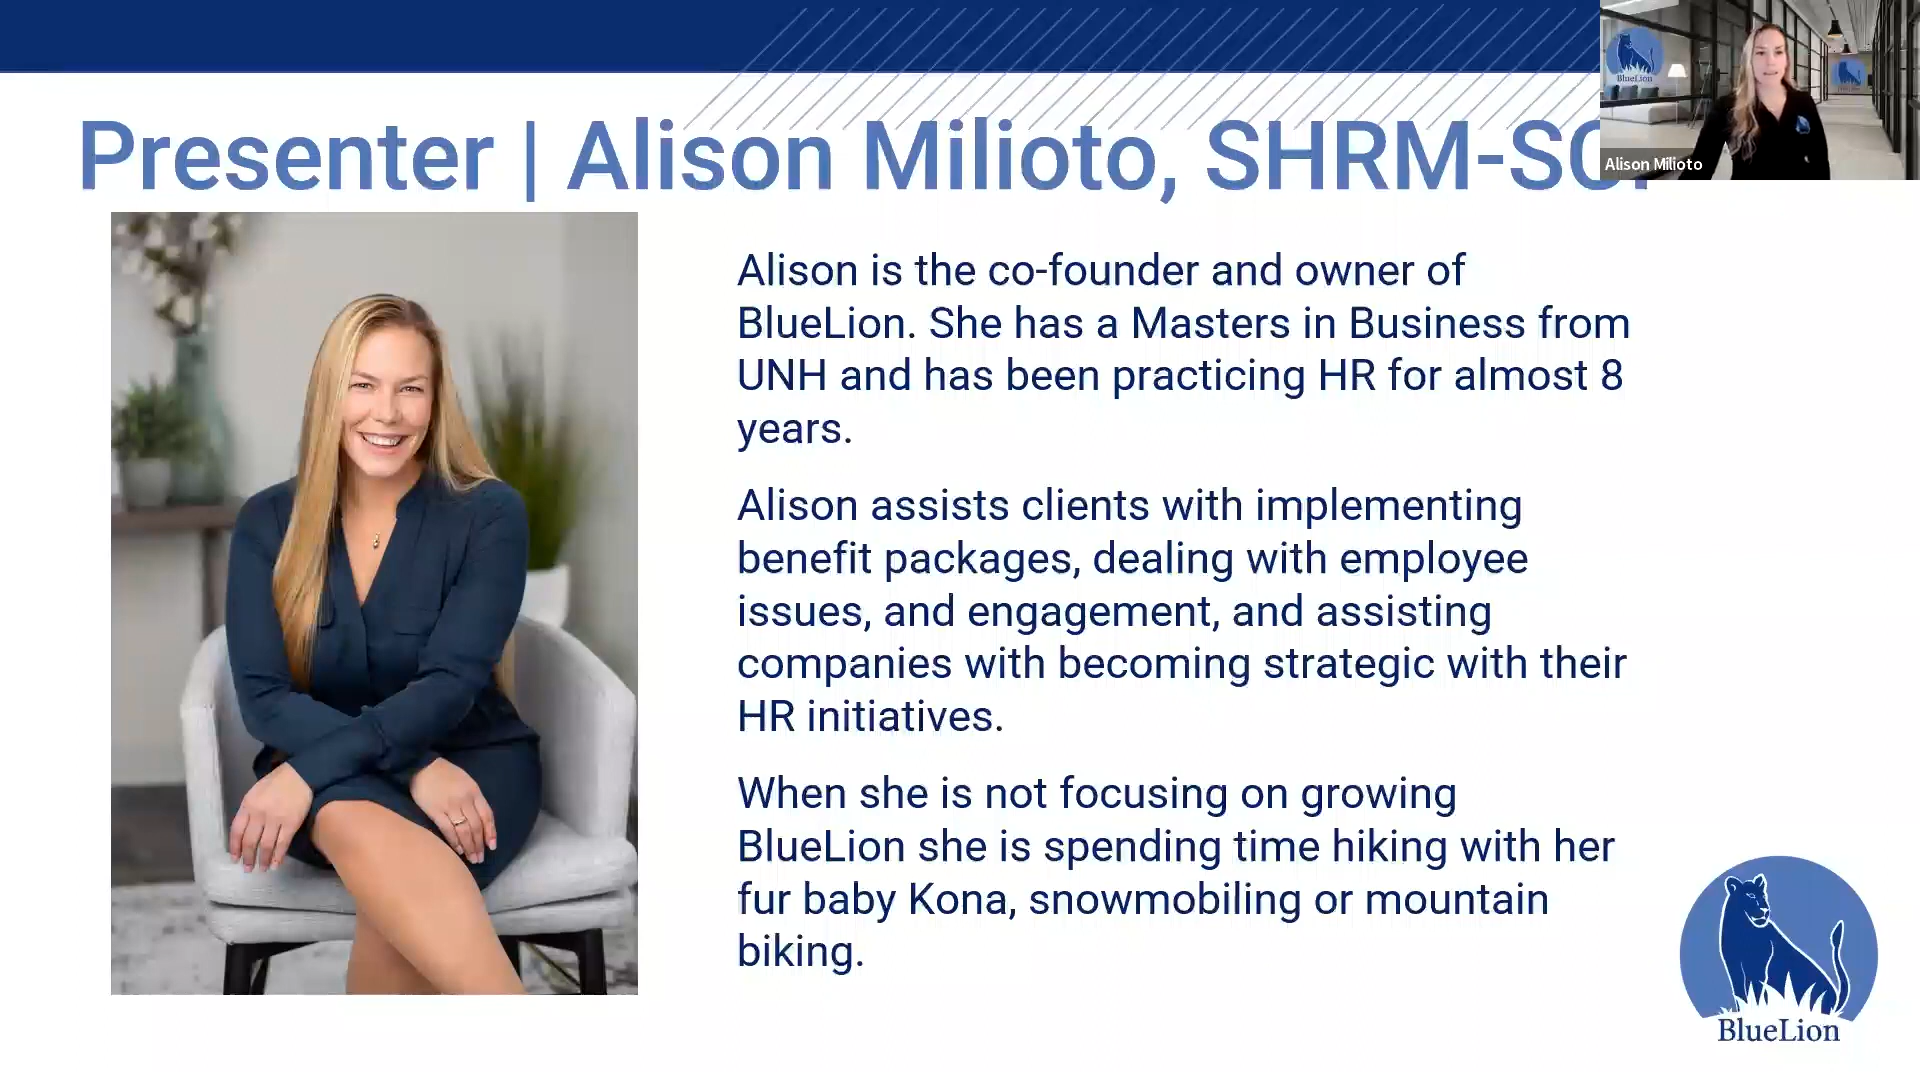 Presenter | Alison Milioto,
Alison Milioto
BlueLion
Alison is the co-founder and owner of
BlueLion. She has a Masters in Business from
UNH and has been practicing HR for almost 8
years.
Alison assists clients with implementing
benefit packages, dealing with employee
issues, and engagement, and assisting
companies with becoming strategic with their
HR initiatives.
When she is not focusing on growing
BlueLion she is spending time hiking with her
fur baby Kona, snowmobiling or mountain
biking.
BlueLion